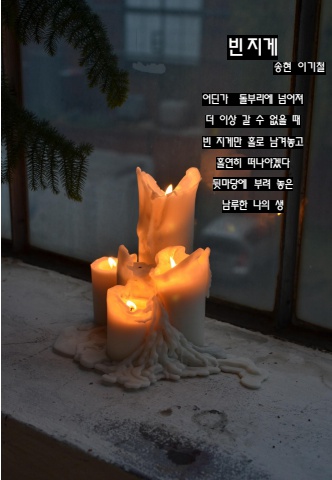 빈지게
송현 이기철
어딘가 돌부리에 넘어져
더 이상 갈 수 없을 때
빈 지게만 홀로 남겨놓고
홀연히 떠나야겠다
뒷마당에 부려 놓은
남루한 나의 생